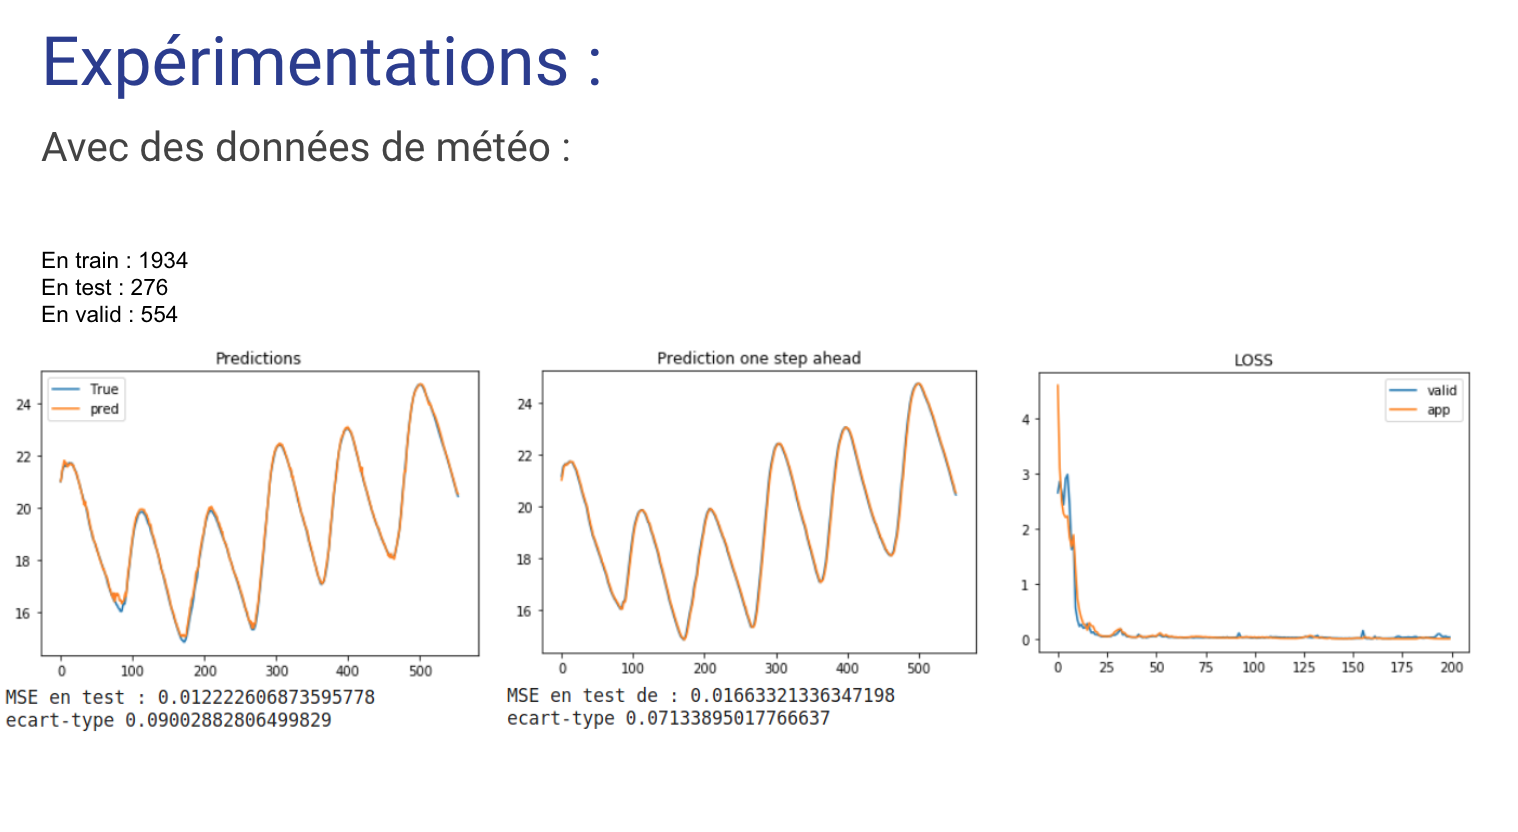 Expérimentations :
Avec des données de météo :
En train : 1934
En test : 276
En valid : 554
Predictions
True
pred
24
22
20
18
16
0 100 200 300 400 500
MSE en test : 0.012222606873595778
ecart-type 0.09002882806499829
Prediction one step ahead
24
22
20
18
16
0 100 200 300 400 500
MSE en test de : 0.01663321336347198
ecart-type 0.07133895017766637
LOSS
valid
app
4
3
2
1
0
0 25 50 75 100 125 150 175 200